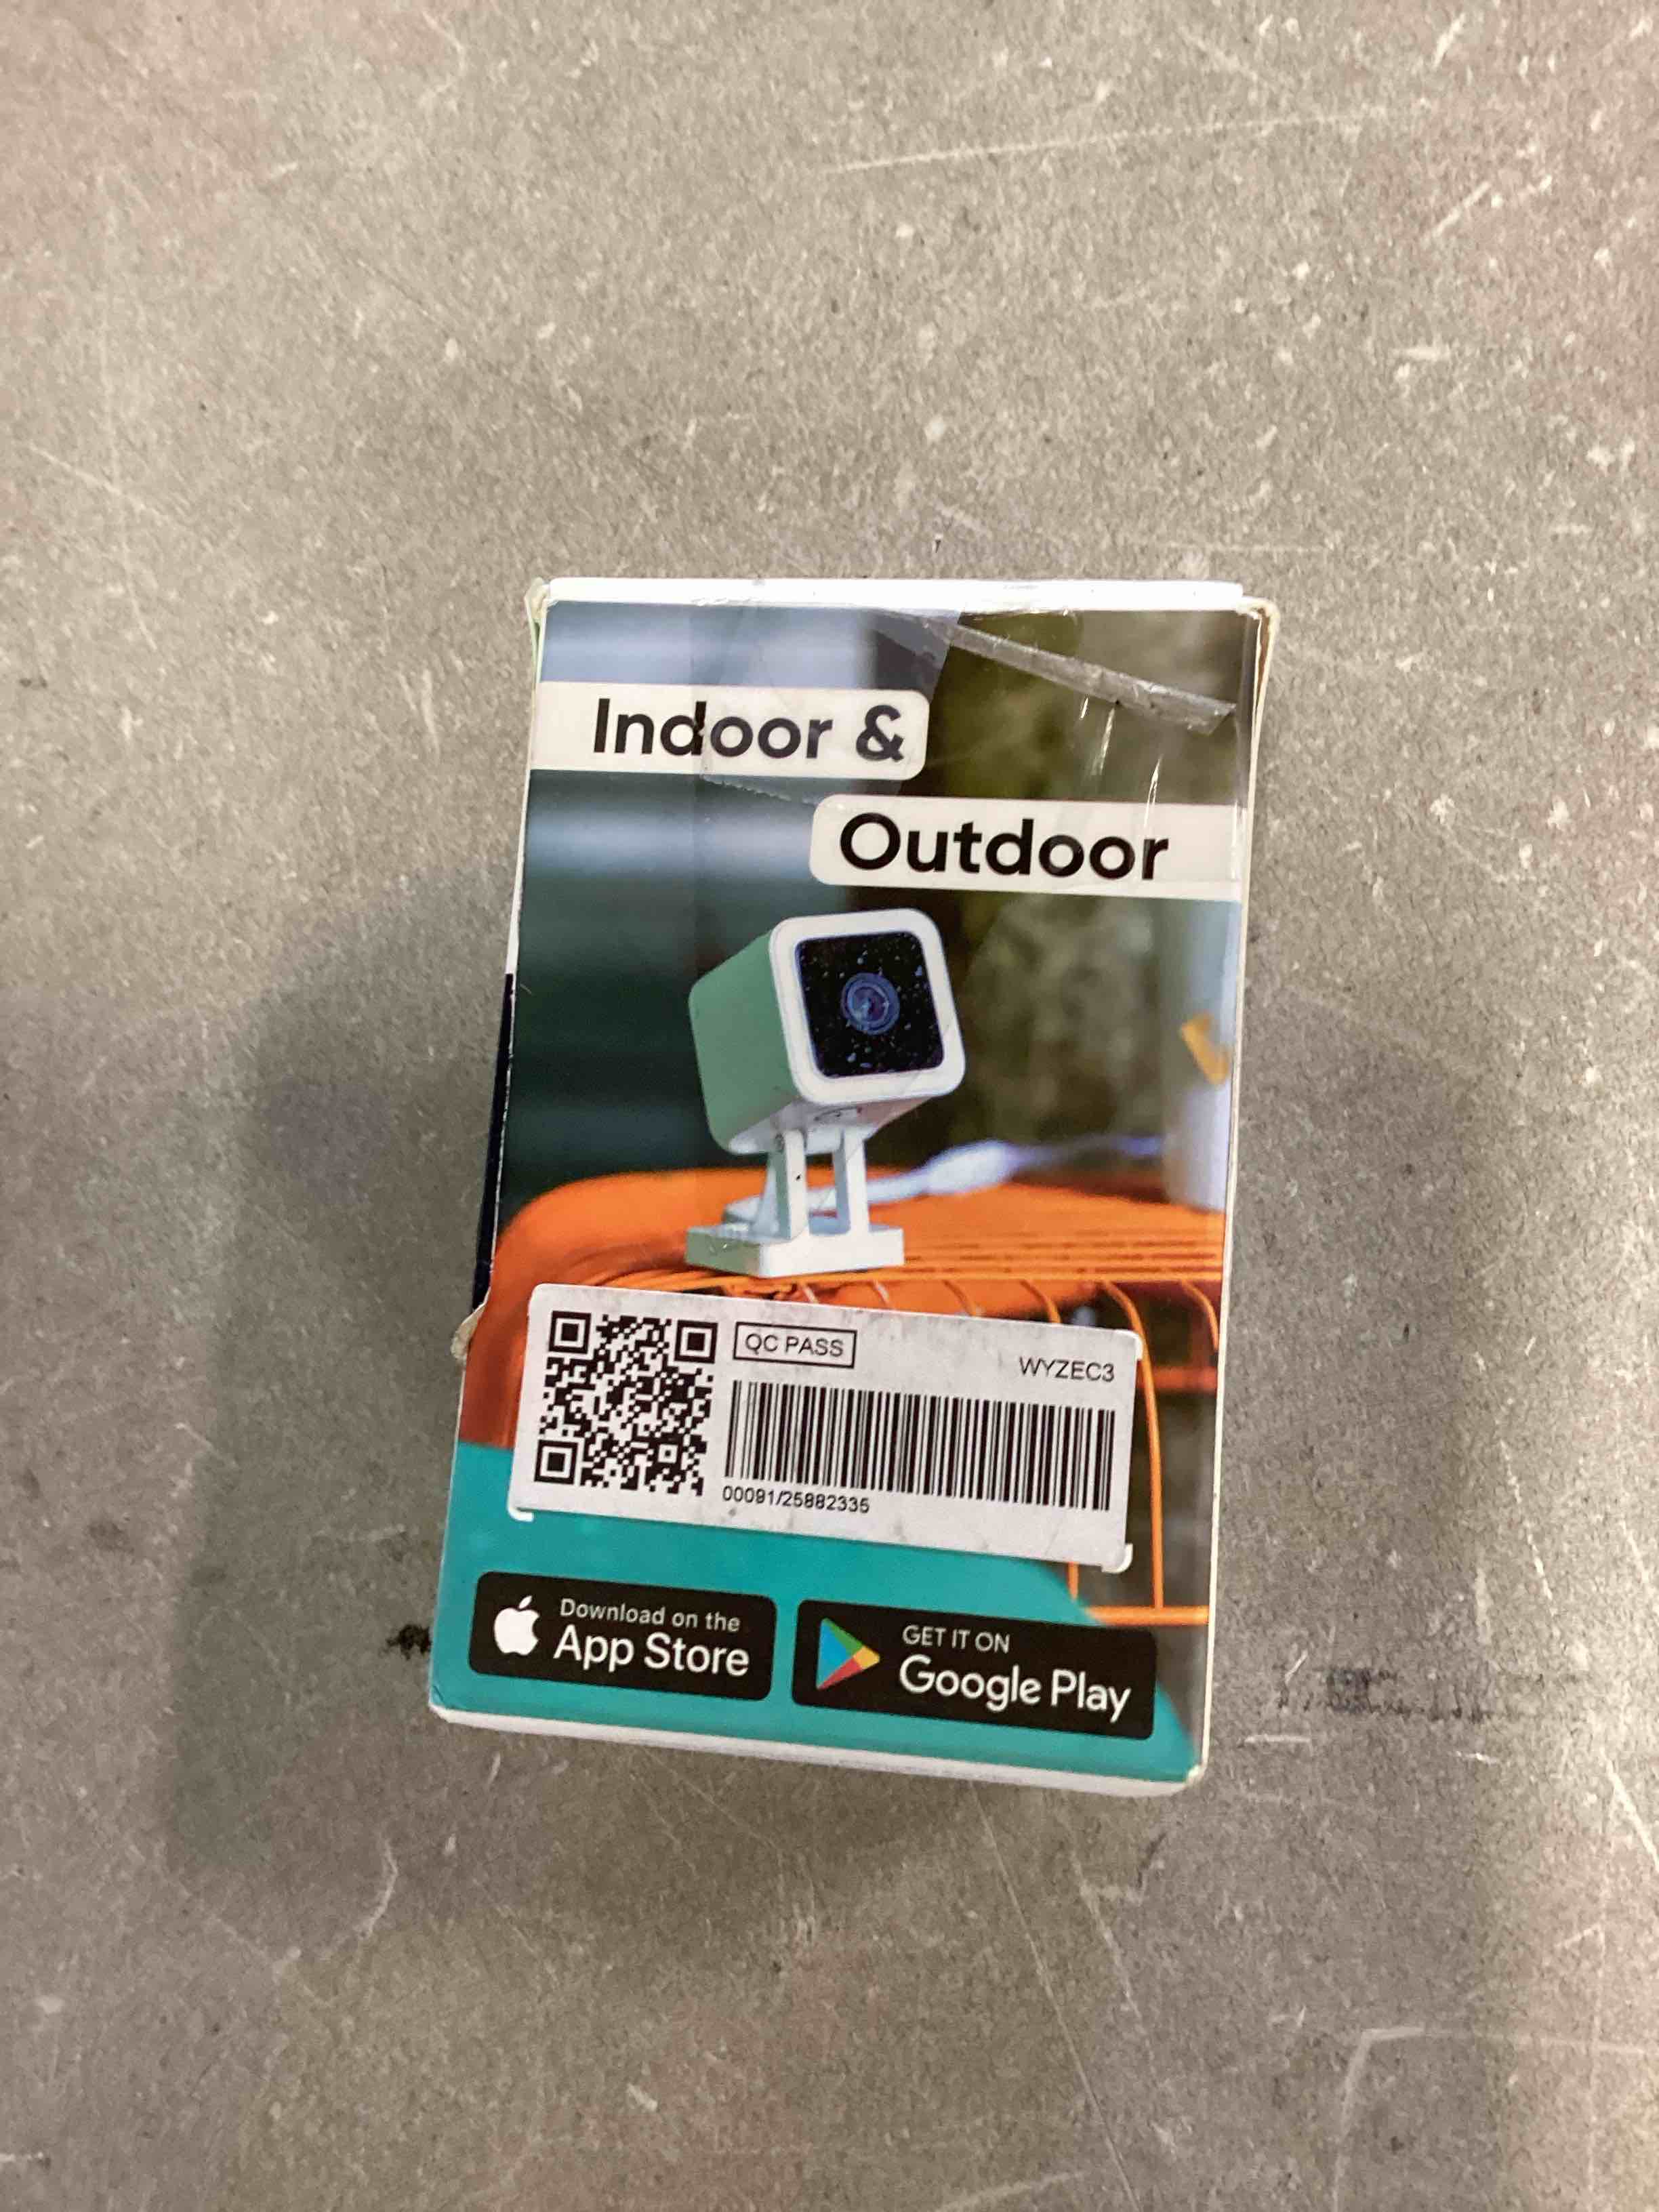 Indoor &
Outdoor
QC PASS
WYZEC3
00091/25882335
Download on the
App Store
GET IT ON
Google Play